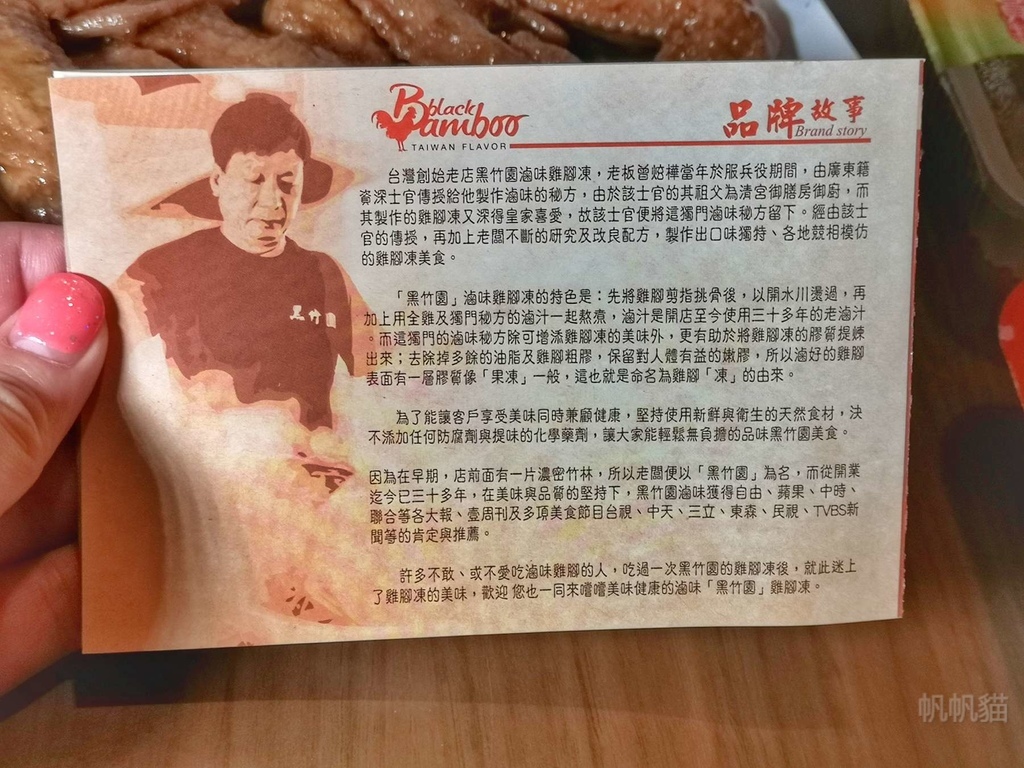 Black Bamboo
TAIWAN FLAVOR
品牌故事
Brand story
黑竹園
台灣創始老店黑竹園滷味雞腳凍，老板曾焙樺當年於服兵役期間，由廣東籍
資深士官傳授給他製作滷味的秘方，由於該士官的其祖父為清宮御膳房御廚，而
其製作的雞腳凍又深得皇家喜愛，故該士官便將這獨門滷味秘方留下。經由該士
官的傳授，再加上老闆不斷的研究及改良配方，製作出口味獨特、各地競相模仿
的雞腳凍美食。
「黑竹園」滷味雞腳凍的特色是：先將雞腳剪指挑骨後，以開水川燙過，再
加上用全雞及獨門秘方的滷汁一起熬煮，滷汁是開店至今使用三十多年的老滷汁
。而這獨門的滷味秘方除可增添雞腳凍的美味外，更有助於將雞腳凍的膠質提煉
出來；去除掉多餘的油脂及雞腳粗膠，保留對人體有益的嫩膠，所以滷好的雞腳
表面有一層膠質像「果凍」一般，這也就是命名為雞腳「凍」的由來。
為了能讓客戶享受美味同時兼顧健康，堅持使用新鮮與衛生的天然食材，決
不添加任何防腐劑與提味的化學藥劑，讓大家能輕鬆無負擔的品味黑竹園美食。
因為在早期，店前面有一片濃密竹林，所以老闆便以「黑竹園」為名，而從開業
迄今已三十多年，在美味與品質的堅持下，黑竹園滷味獲得自由、蘋果、中時、
聯合等各大報、壹周刊及多項美食節目台視、中天、三立、東森、民視、TVBS新
聞等的肯定與推薦。
許多不敢、或不愛吃滷味雞腳的人，吃過一次黑竹園的雞腳凍後，就此迷上
了雞腳凍的美味，歡迎您也一同來嚐嚐美味健康的滷味「黑竹園」雞腳凍。
帆帆貓